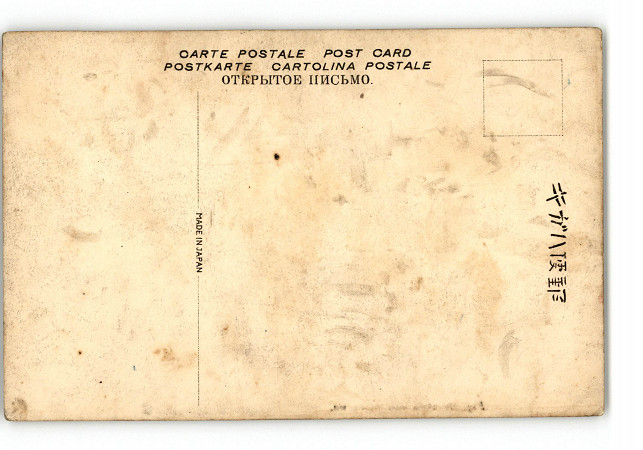 CARTE POSTALE POST CARD
POSTKARTE CARTOLINA POSTALE
ОТКРЫТОЕ ПИСЬМО.
MADE IN JAPAN
キガハ便郵